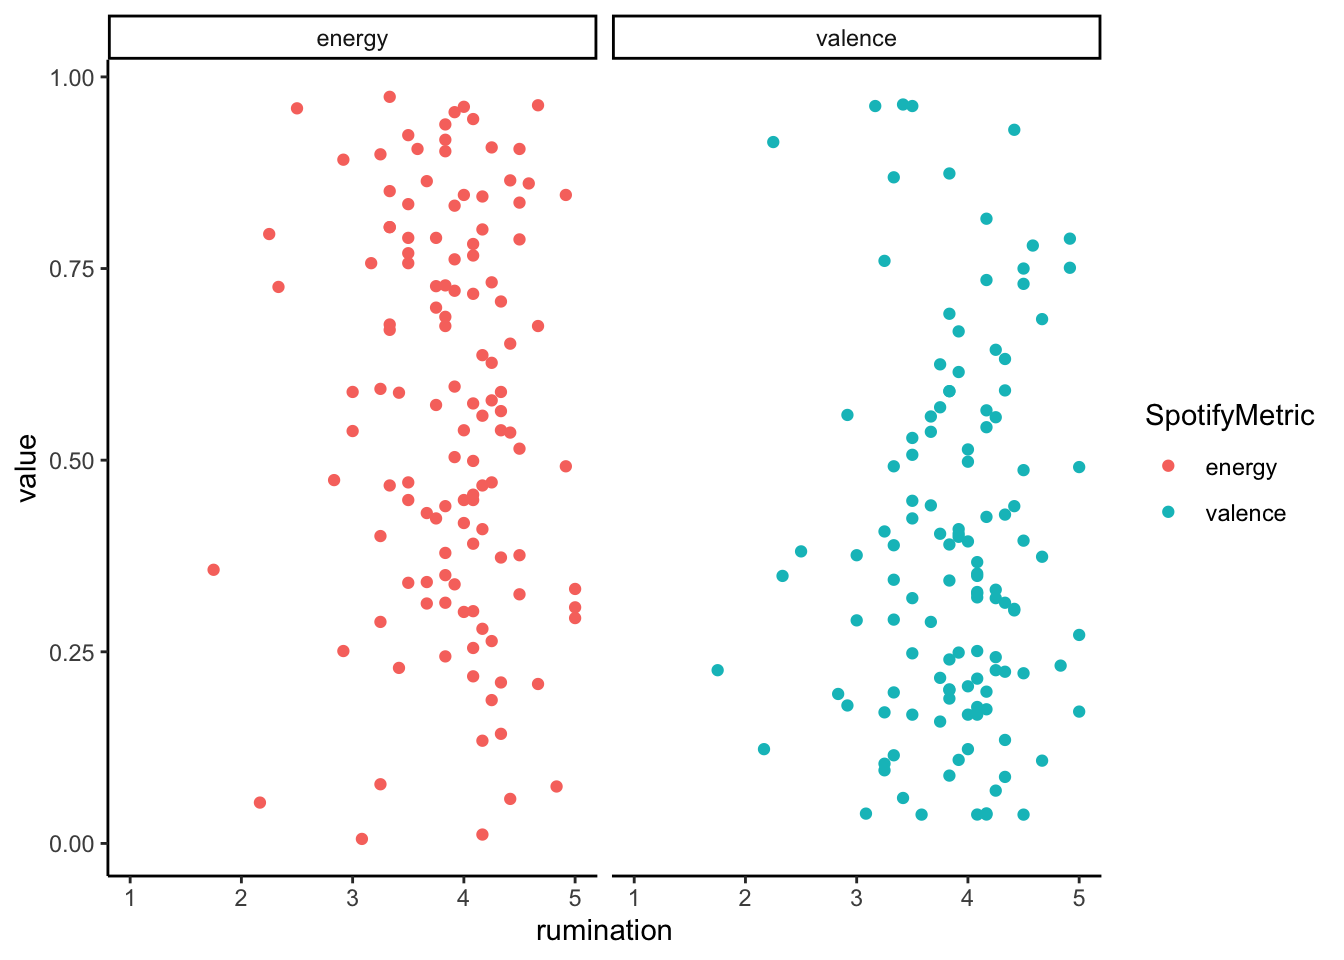 energy
valence
1.00
0.75
0.50
0.25
0.00
value
1 2 3 4 5
1 2 3 4 5
rumination
SpotifyMetric
energy
valence